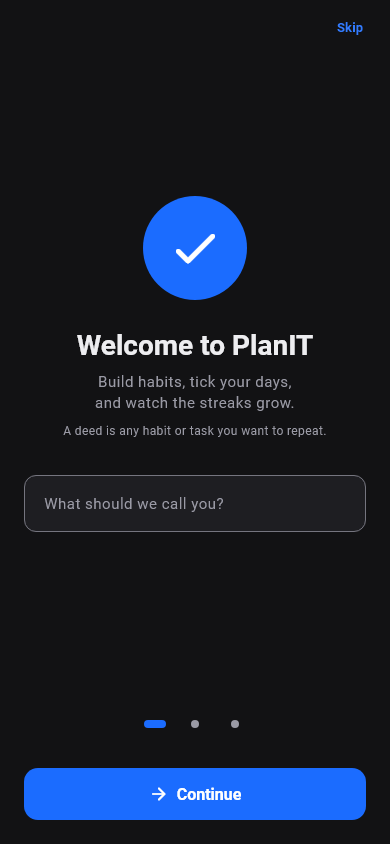 Skip
Welcome to PlanIT
Build habits, tick your days,
and watch the streaks grow.
A deed is any habit or task you want to repeat.
What should we call you?
Continue